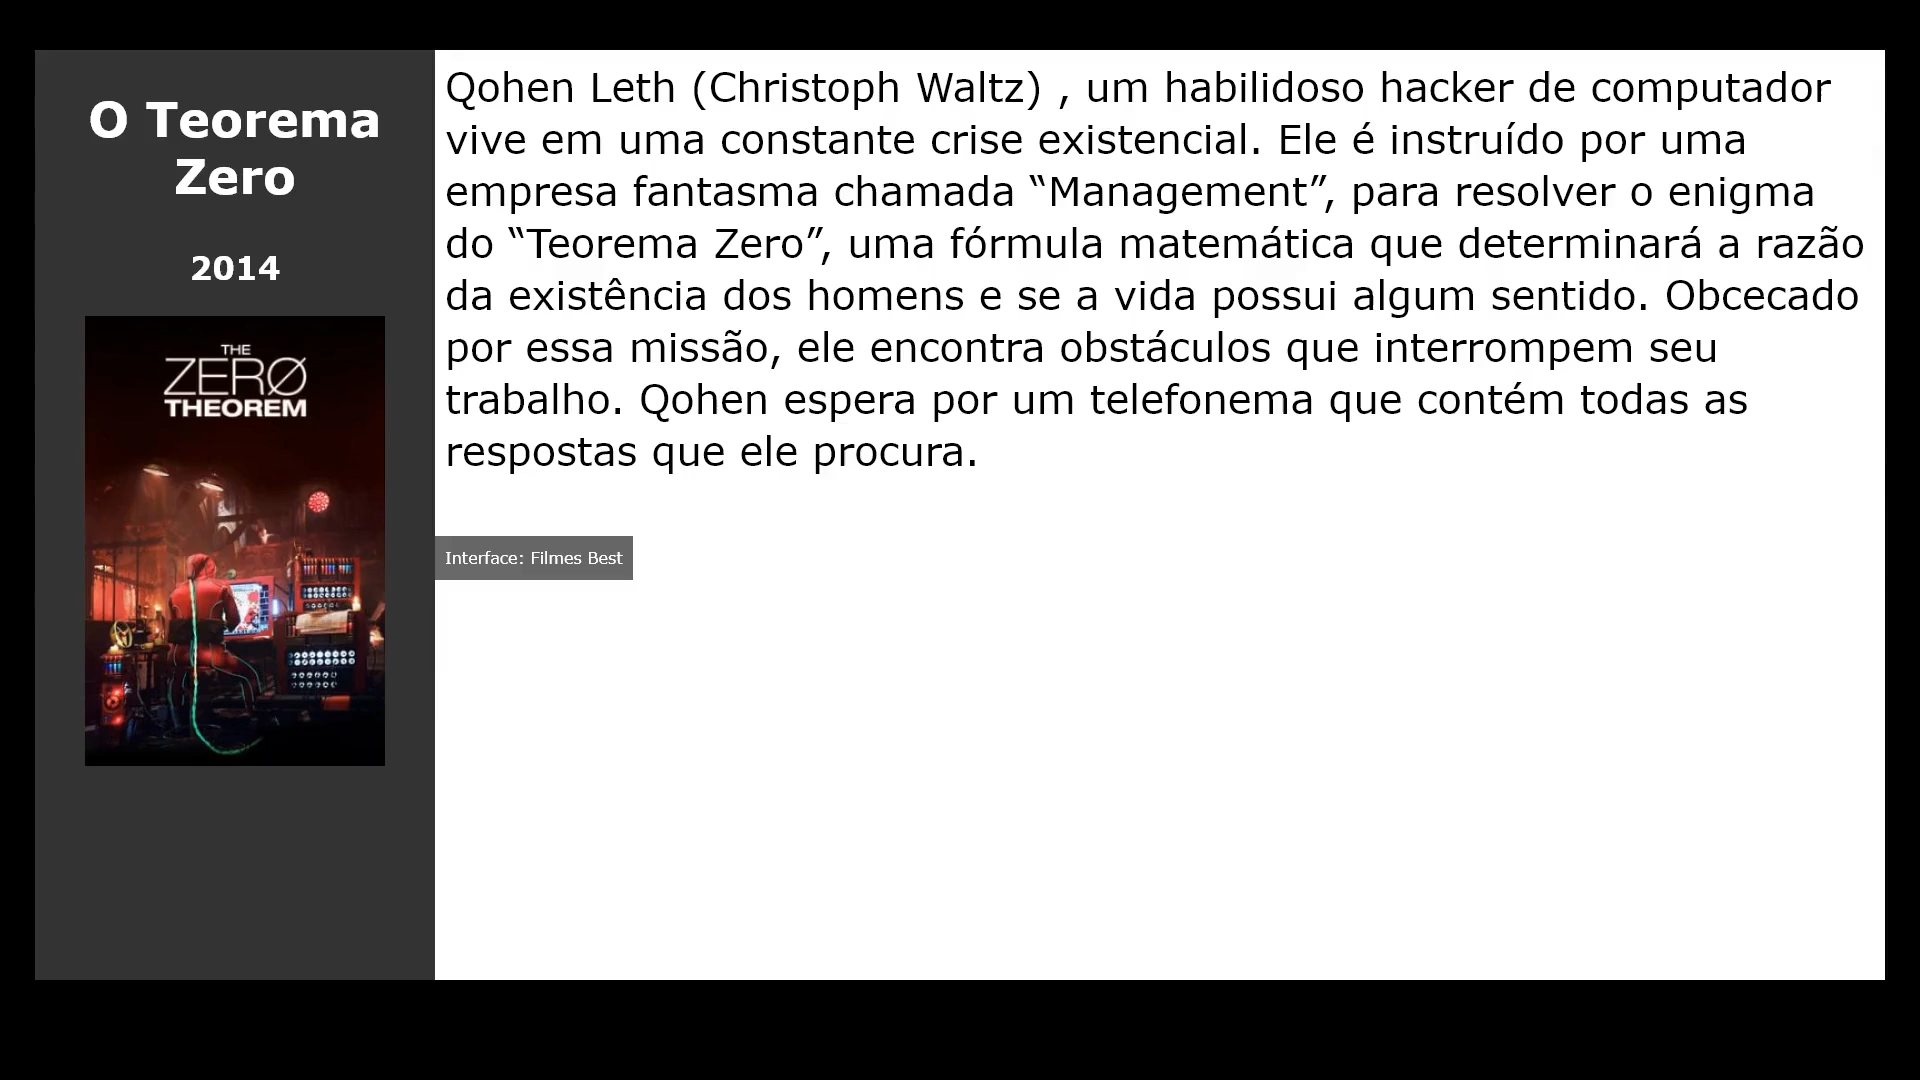 O Teorema
Zero
2014
THE
ZERØ
THEOREM
Qohen Leth (Christoph Waltz) , um habilidoso hacker de computador
vive em uma constante crise existencial. Ele é instruído por uma
empresa fantasma chamada “Management”, para resolver o enigma
do “Teorema Zero”, uma fórmula matemática que determinará a razão
da existência dos homens e se a vida possui algum sentido. Obcecado
por essa missão, ele encontra obstáculos que interrompem seu
trabalho. Qohen espera por um telefonema que contém todas as
respostas que ele procura.
Interface: Filmes Best